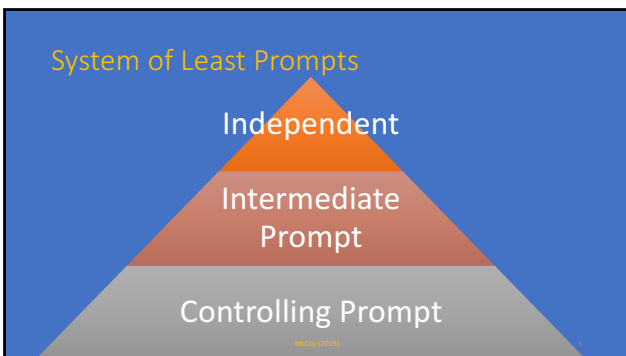 System of Least Prompts
Independent
Intermediate
Prompt
Controlling Prompt
McCoy (2019)